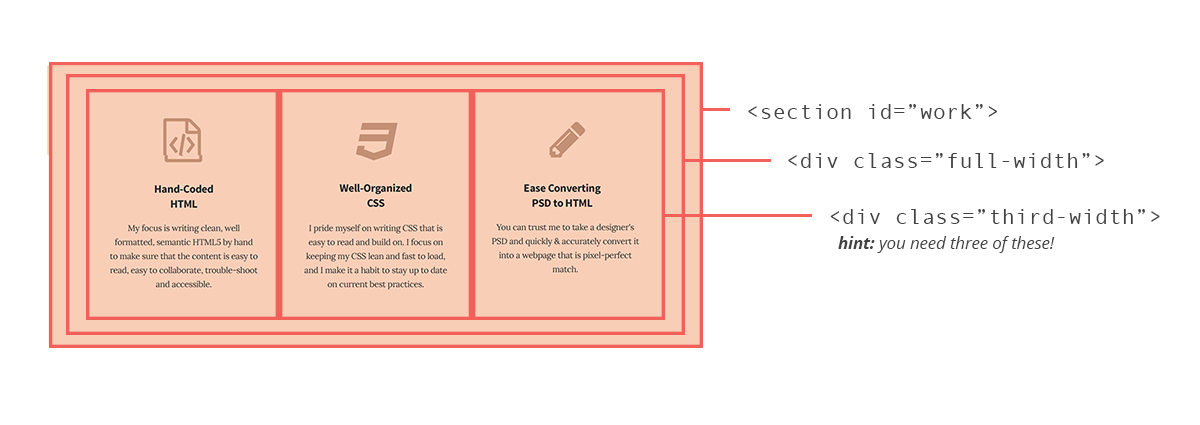 <section id=”work”>
<div class=”full-width”>
<div class=”third-width”>
hint: you need three of these!
Hand-Coded
HTML
My focus is writing clean, well
formatted, semantic HTML5 by hand
to make sure that the content is easy to
read, easy to collaborate, trouble-shoot
and accessible.
Well-Organized
CSS
I pride myself on writing CSS that is
easy to read and build on. I focus on
keeping my CSS lean and fast to load,
and I make it a habit to stay up to date
on current best practices.
Ease Converting
PSD to HTML
You can trust me to take a designer's
PSD and quickly & accurately convert it
into a webpage that is pixel-perfect
match.